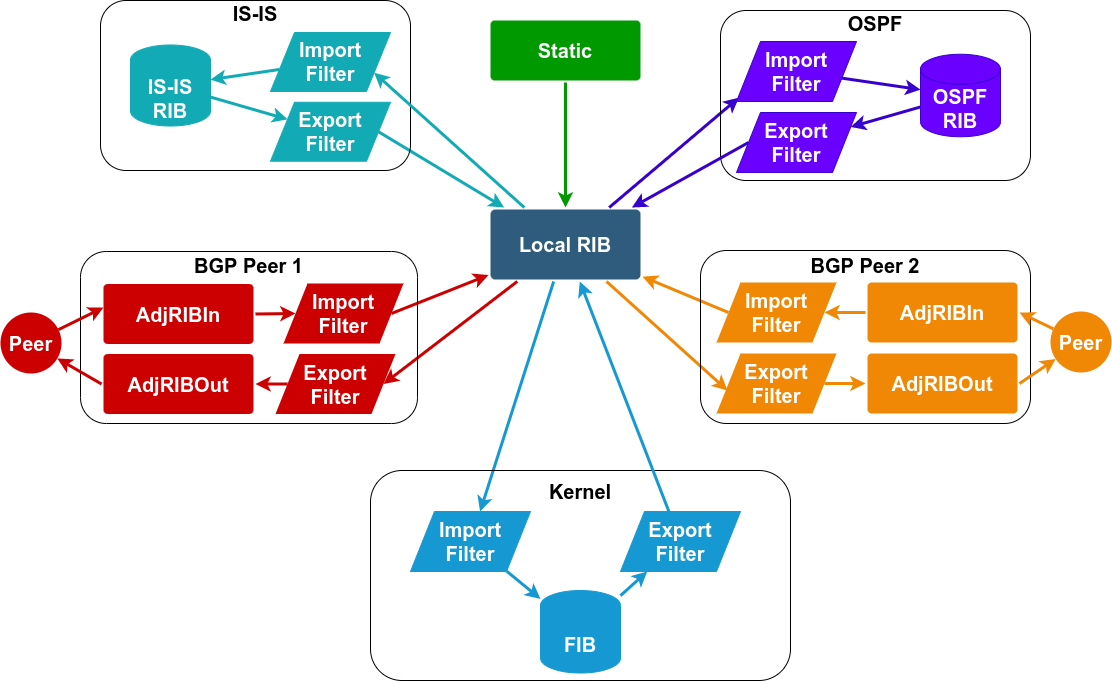 IS-IS
Import
Filter
IS-IS
RIB
Export
Filter
Static
OSPF
Import
Filter
OSPF
RIB
Export
Filter
Local RIB
BGP Peer 1
AdjRIBIn
Import
Filter
Peer
AdjRIBOut
Export
Filter
BGP Peer 2
Import
Filter
AdjRIBIn
Peer
Export
Filter
AdjRIBOut
Kernel
Import
Filter
Export
Filter
FIB